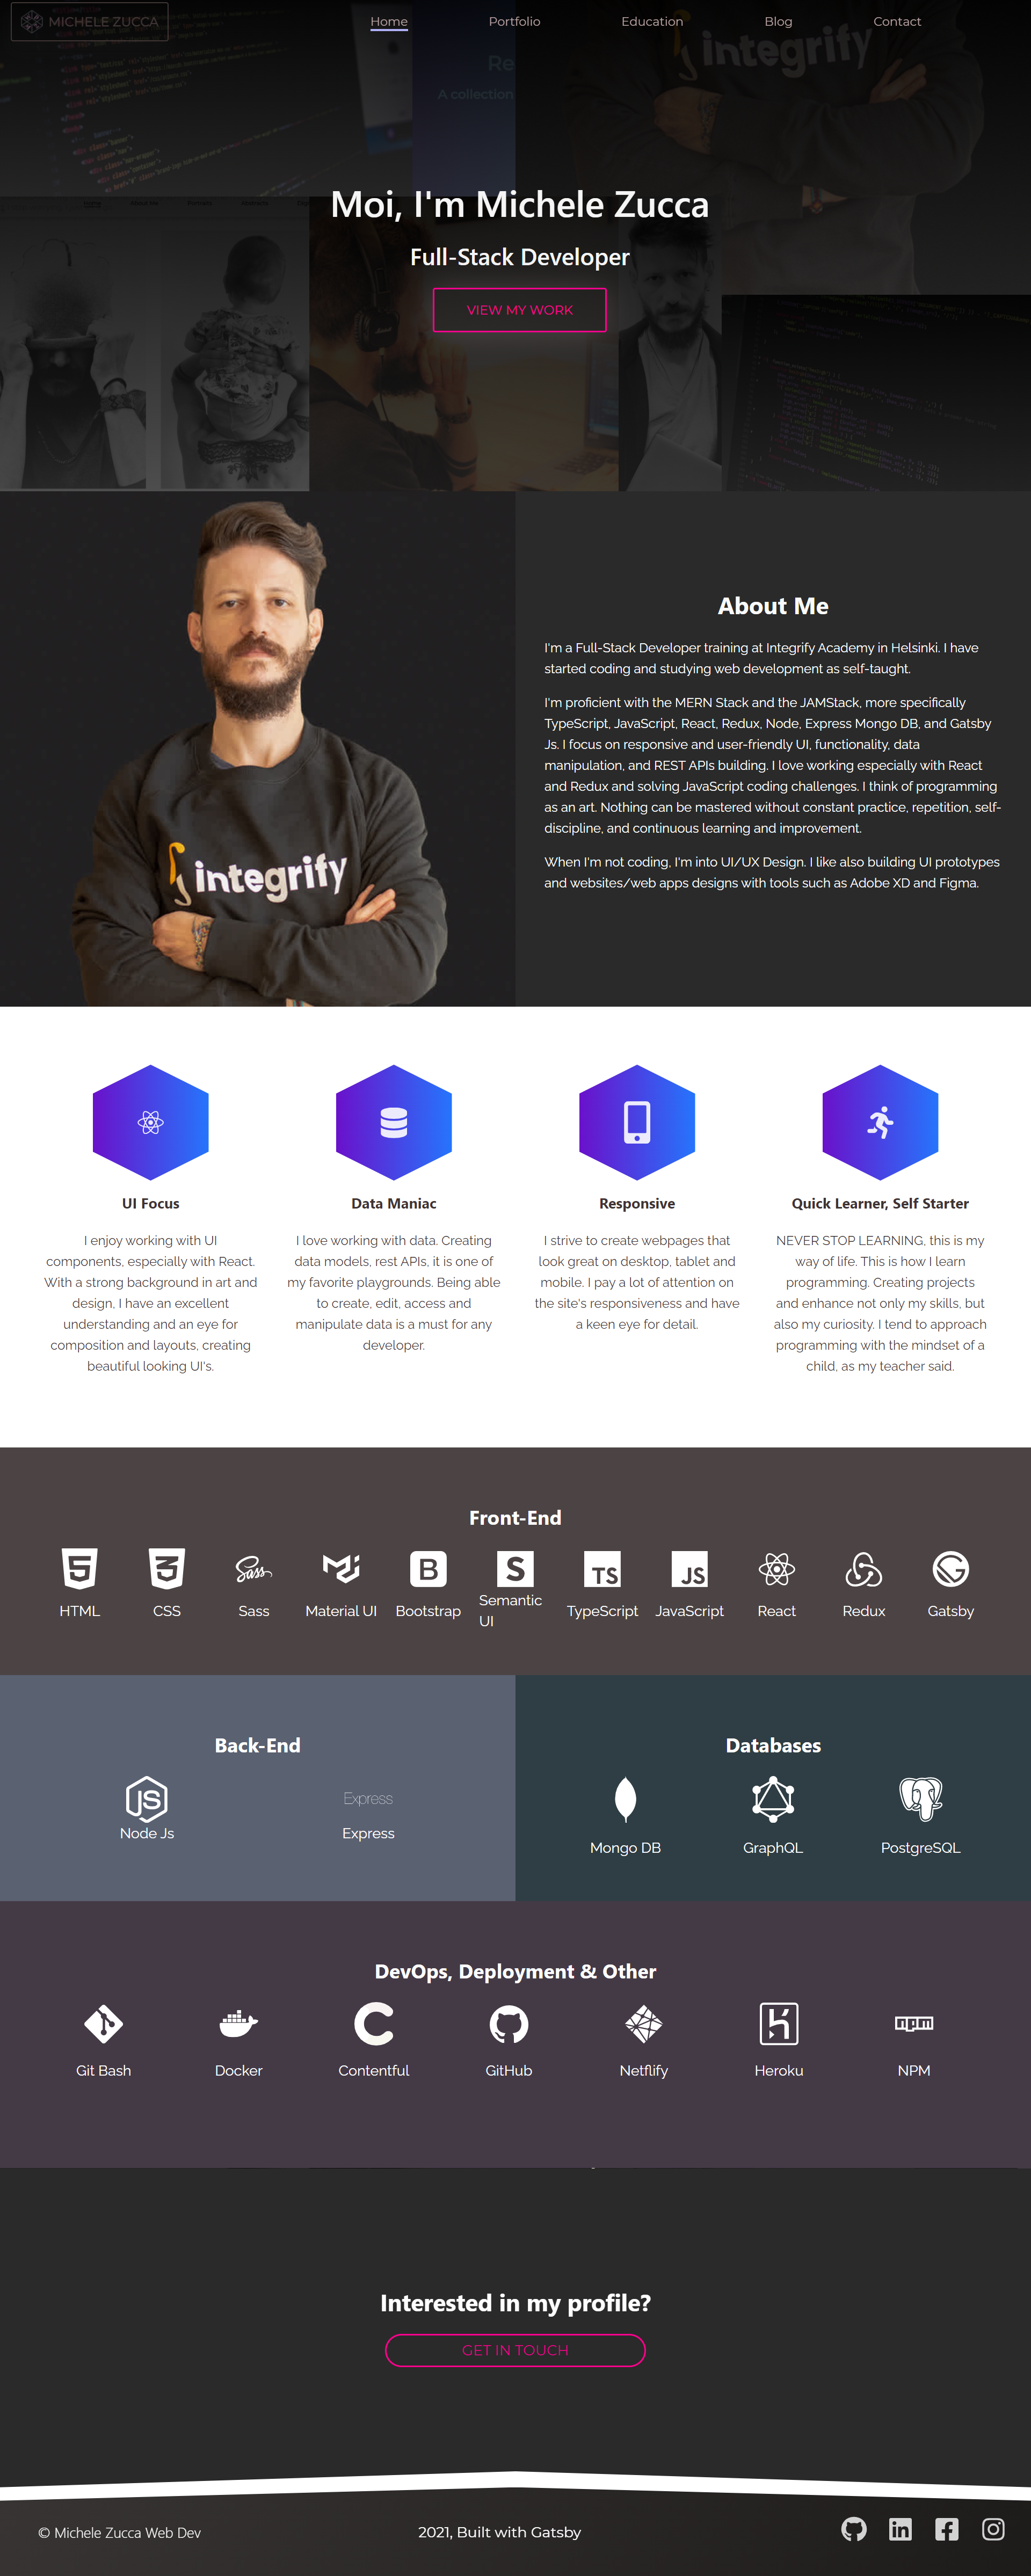 MICHELE ZUCCA
Home
Portfolio
Education
Blog
Contact
Re
A collection
integrify
Moi, I'm Michele Zucca
Full-Stack Developer
VIEW MY WORK
integrify
About Me
I'm a Full-Stack Developer training at Integrify Academy in Helsinki. I have
started coding and studying web development as self-taught.
I'm proficient with the MERN Stack and the JAMStack, more specifically
TypeScript, JavaScript, React, Redux, Node, Express Mongo DB, and Gatsby
Js. I focus on responsive and user-friendly UI, functionality, data
manipulation, and REST APIs building. I love working especially with React
and Redux and solving JavaScript coding challenges. I think of programming
as an art. Nothing can be mastered without constant practice, repetition, self-
discipline, and continuous learning and improvement.
When I'm not coding, I'm into UI/UX Design. I like also building UI prototypes
and websites/web apps designs with tools such as Adobe XD and Figma.
UI Focus
I enjoy working with UI
components, especially with React.
With a strong background in art and
design, I have an excellent
understanding and an eye for
composition and layouts, creating
beautiful looking UI's.
Data Maniac
I love working with data. Creating
data models, rest APIs, it is one of
my favorite playgrounds. Being able
to create, edit, access and
manipulate data is a must for any
developer.
Responsive
I strive to create webpages that
look great on desktop, tablet and
mobile. I pay a lot of attention on
the site's responsiveness and have
a keen eye for detail.
Quick Learner, Self Starter
NEVER STOP LEARNING, this is my
way of life. This is how I learn
programming. Creating projects
and enhance not only my skills, but
also my curiosity. I tend to approach
programming with the mindset of a
child, as my teacher said.
Front-End
5
3
Sass
B
S
TS
JS
HTML
CSS
Sass
Material UI
Bootstrap
Semantic
UI
TypeScript
JavaScript
React
Redux
Gatsby
Back-End
JS
Node Js
Express
Express
Databases
Mongo DB
GraphQL
PostgreSQL
DevOps, Deployment & Other
npm
Git Bash
Docker
Contentful
GitHub
Netflify
Heroku
NPM
Interested in my profile?
GET IN TOUCH
© Michele Zucca Web Dev
2021, Built with Gatsby
in